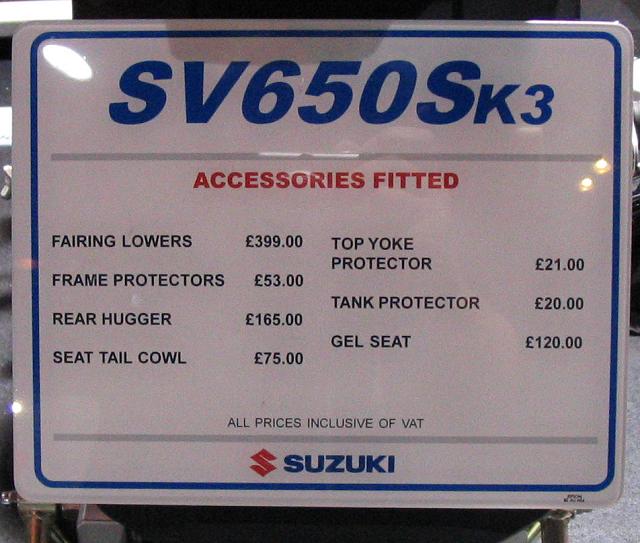 SV650SK3
ACCESSORIES FITTED
FAIRING LOWERS £399.00
FRAME PROTECTORS £53.00
REAR HUGGER £165.00
SEAT TAIL COWL £75.00
TOP YOKE
PROTECTOR £21.00
TANK PROTECTOR £20.00
GEL SEAT £120.00
ALL PRICES INCLUSIVE OF VAT
SUZUKI